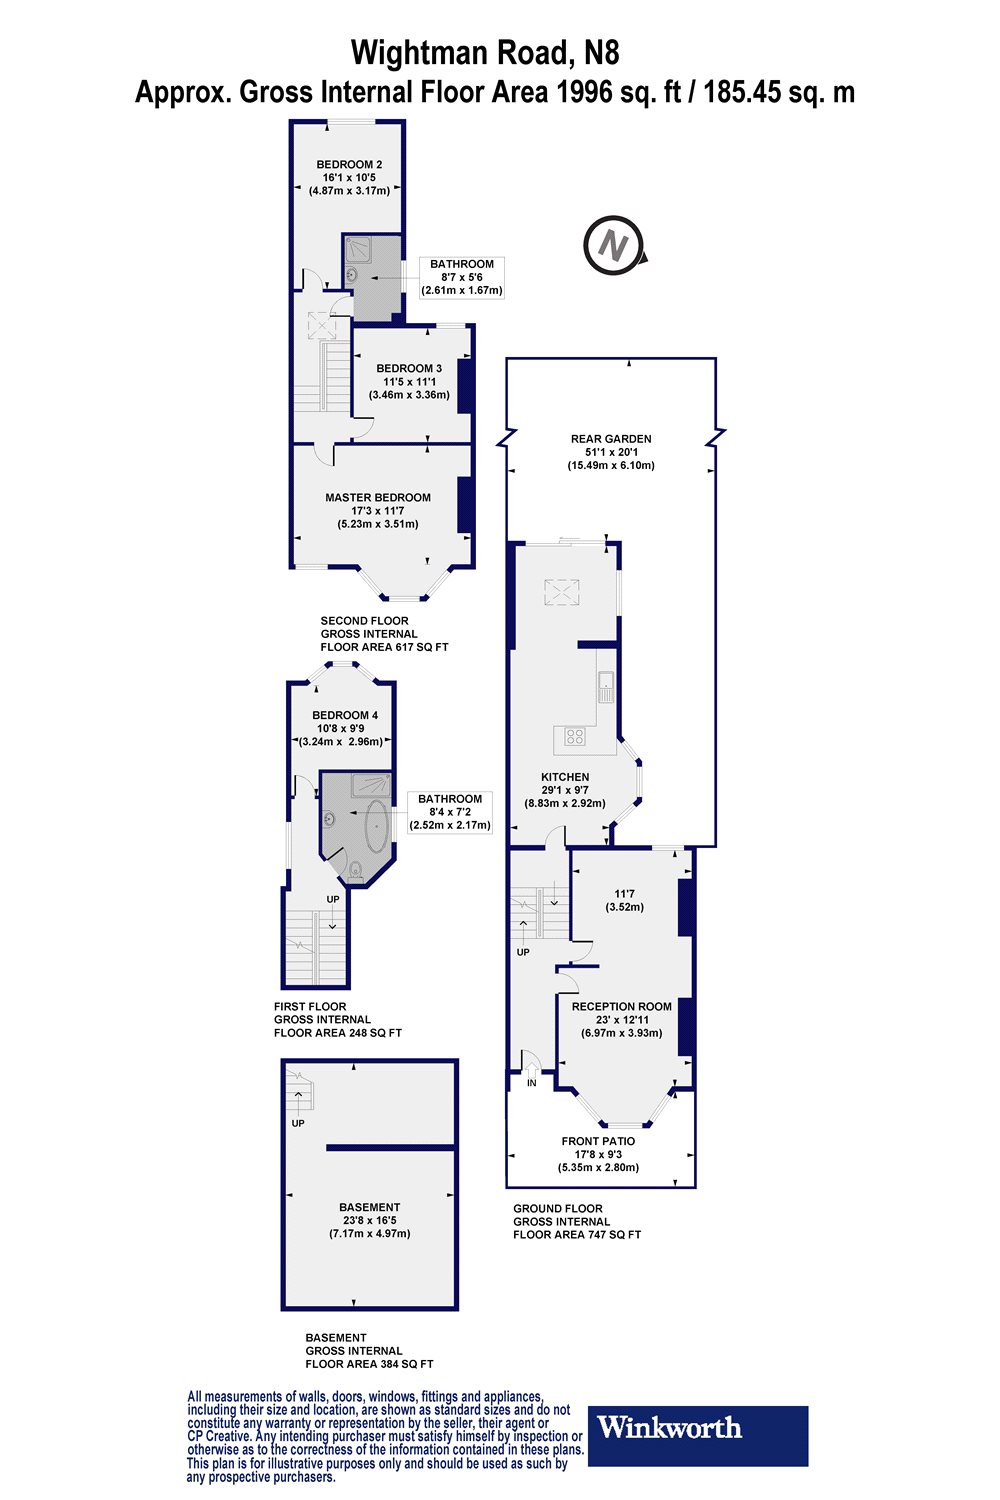 Wightman Road, N8
Approx. Gross Internal Floor Area 1996 sq. ft / 185.45 sq. m
BEDROOM 2
16'1 x 10'5
(4.87m x 3.17m)
N
BATHROOM
8'7 x 5'6
(2.61m x 1.67m)
BEDROOM 3
11'5 x 11'1
(3.46m x 3.36m)
MASTER BEDROOM
17'3 x 11'7
(5.23m x 3.51m)
SECOND FLOOR
GROSS INTERNAL
FLOOR AREA 617 SQ FT
REAR GARDEN
51'1 x 20'1
(15.49m x 6.10m)
BEDROOM 4
10'8 x 9'9
(3.24m x 2.96m)
BATHROOM
8'4 x 7'2
(2.52m x 2.17m)
UP
FIRST FLOOR
GROSS INTERNAL
FLOOR AREA 248 SQ FT
KITCHEN
29'1 x 9'7
(8.83m x 2.92m)
11'7
(3.52m)
UP
RECEPTION ROOM
23' x 12'11
(6.97m x 3.93m)
IN
FRONT PATIO
17'8 x 9'3
(5.35m x 2.80m)
GROUND FLOOR
GROSS INTERNAL
FLOOR AREA 747 SQ FT
UP
BASEMENT
23'8 x 16'5
(7.17m x 4.97m)
BASEMENT
GROSS INTERNAL
FLOOR AREA 384 SQ FT
All measurements of walls, doors, windows, fittings and appliances,
including their size and location, are shown as standard sizes and do not
constitute any warranty or representation by the seller, their agent or
CP Creative. Any intending purchaser must satisfy himself by inspection or
otherwise as to the correctness of the information contained in these plans.
This plan is for illustrative purposes only and should be used as such by
any prospective purchasers.
Winkworth